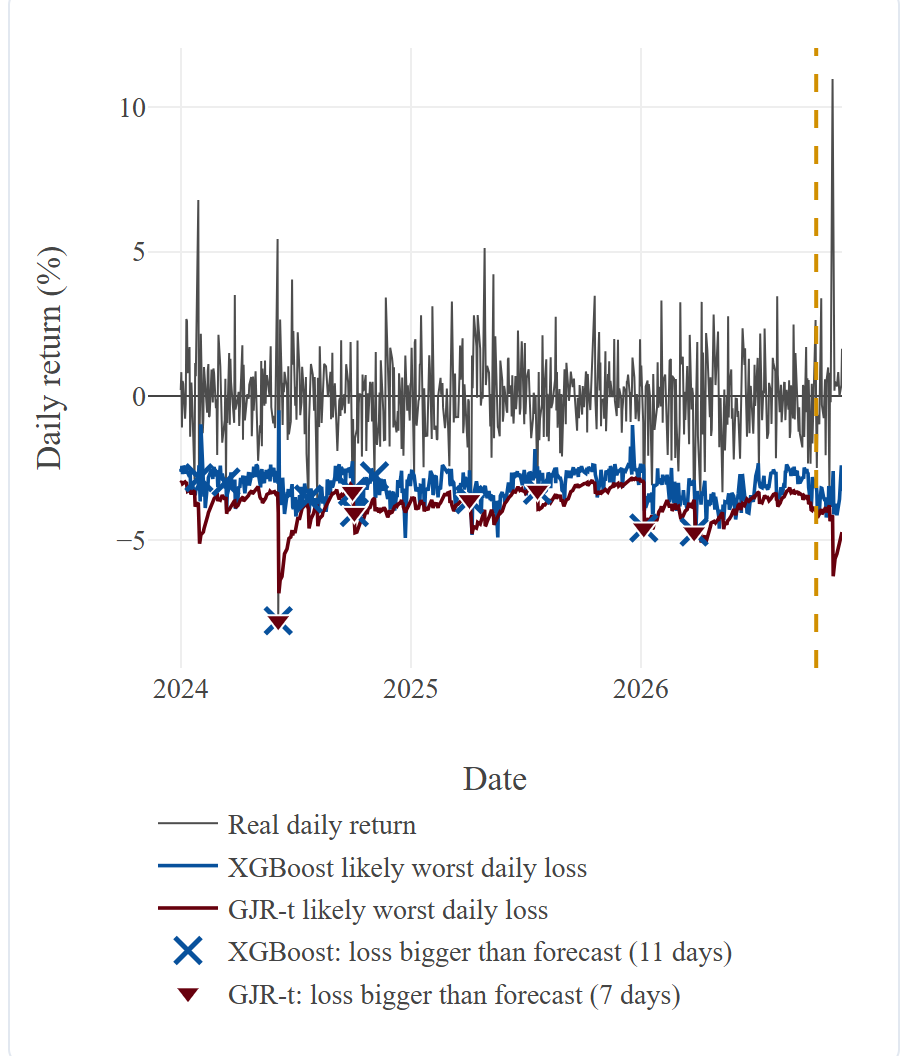 10
5
0
−5
Daily return (%)
2024 2025 2026
Date
Real daily return
XGBoost likely worst daily loss
GJR-t likely worst daily loss
XGBoost: loss bigger than forecast (11 days)
GJR-t: loss bigger than forecast (7 days)